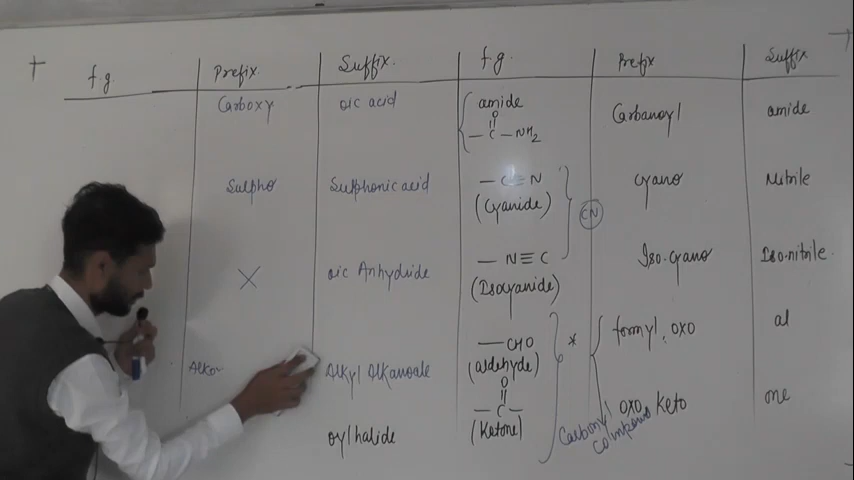 f.g. Prefix. Suffix. f.g. Prefix Suffix
Carboxy oic acid amide Carbanoyl amide
O
— C — NH2
Sulpho Sulphonic acid — C ≡ N Cyano Nitrile
(Cyanide) CN
X oic Anhydride — N ≡ C Iso-cyano Iso-nitrile.
(Isocyanide)
— CHO * formyl, oxo al
Alkyl Alkanoate (aldehyde)
O
— C — oxo, Keto one
oyl halide (Ketone) Carbonyl
Compound